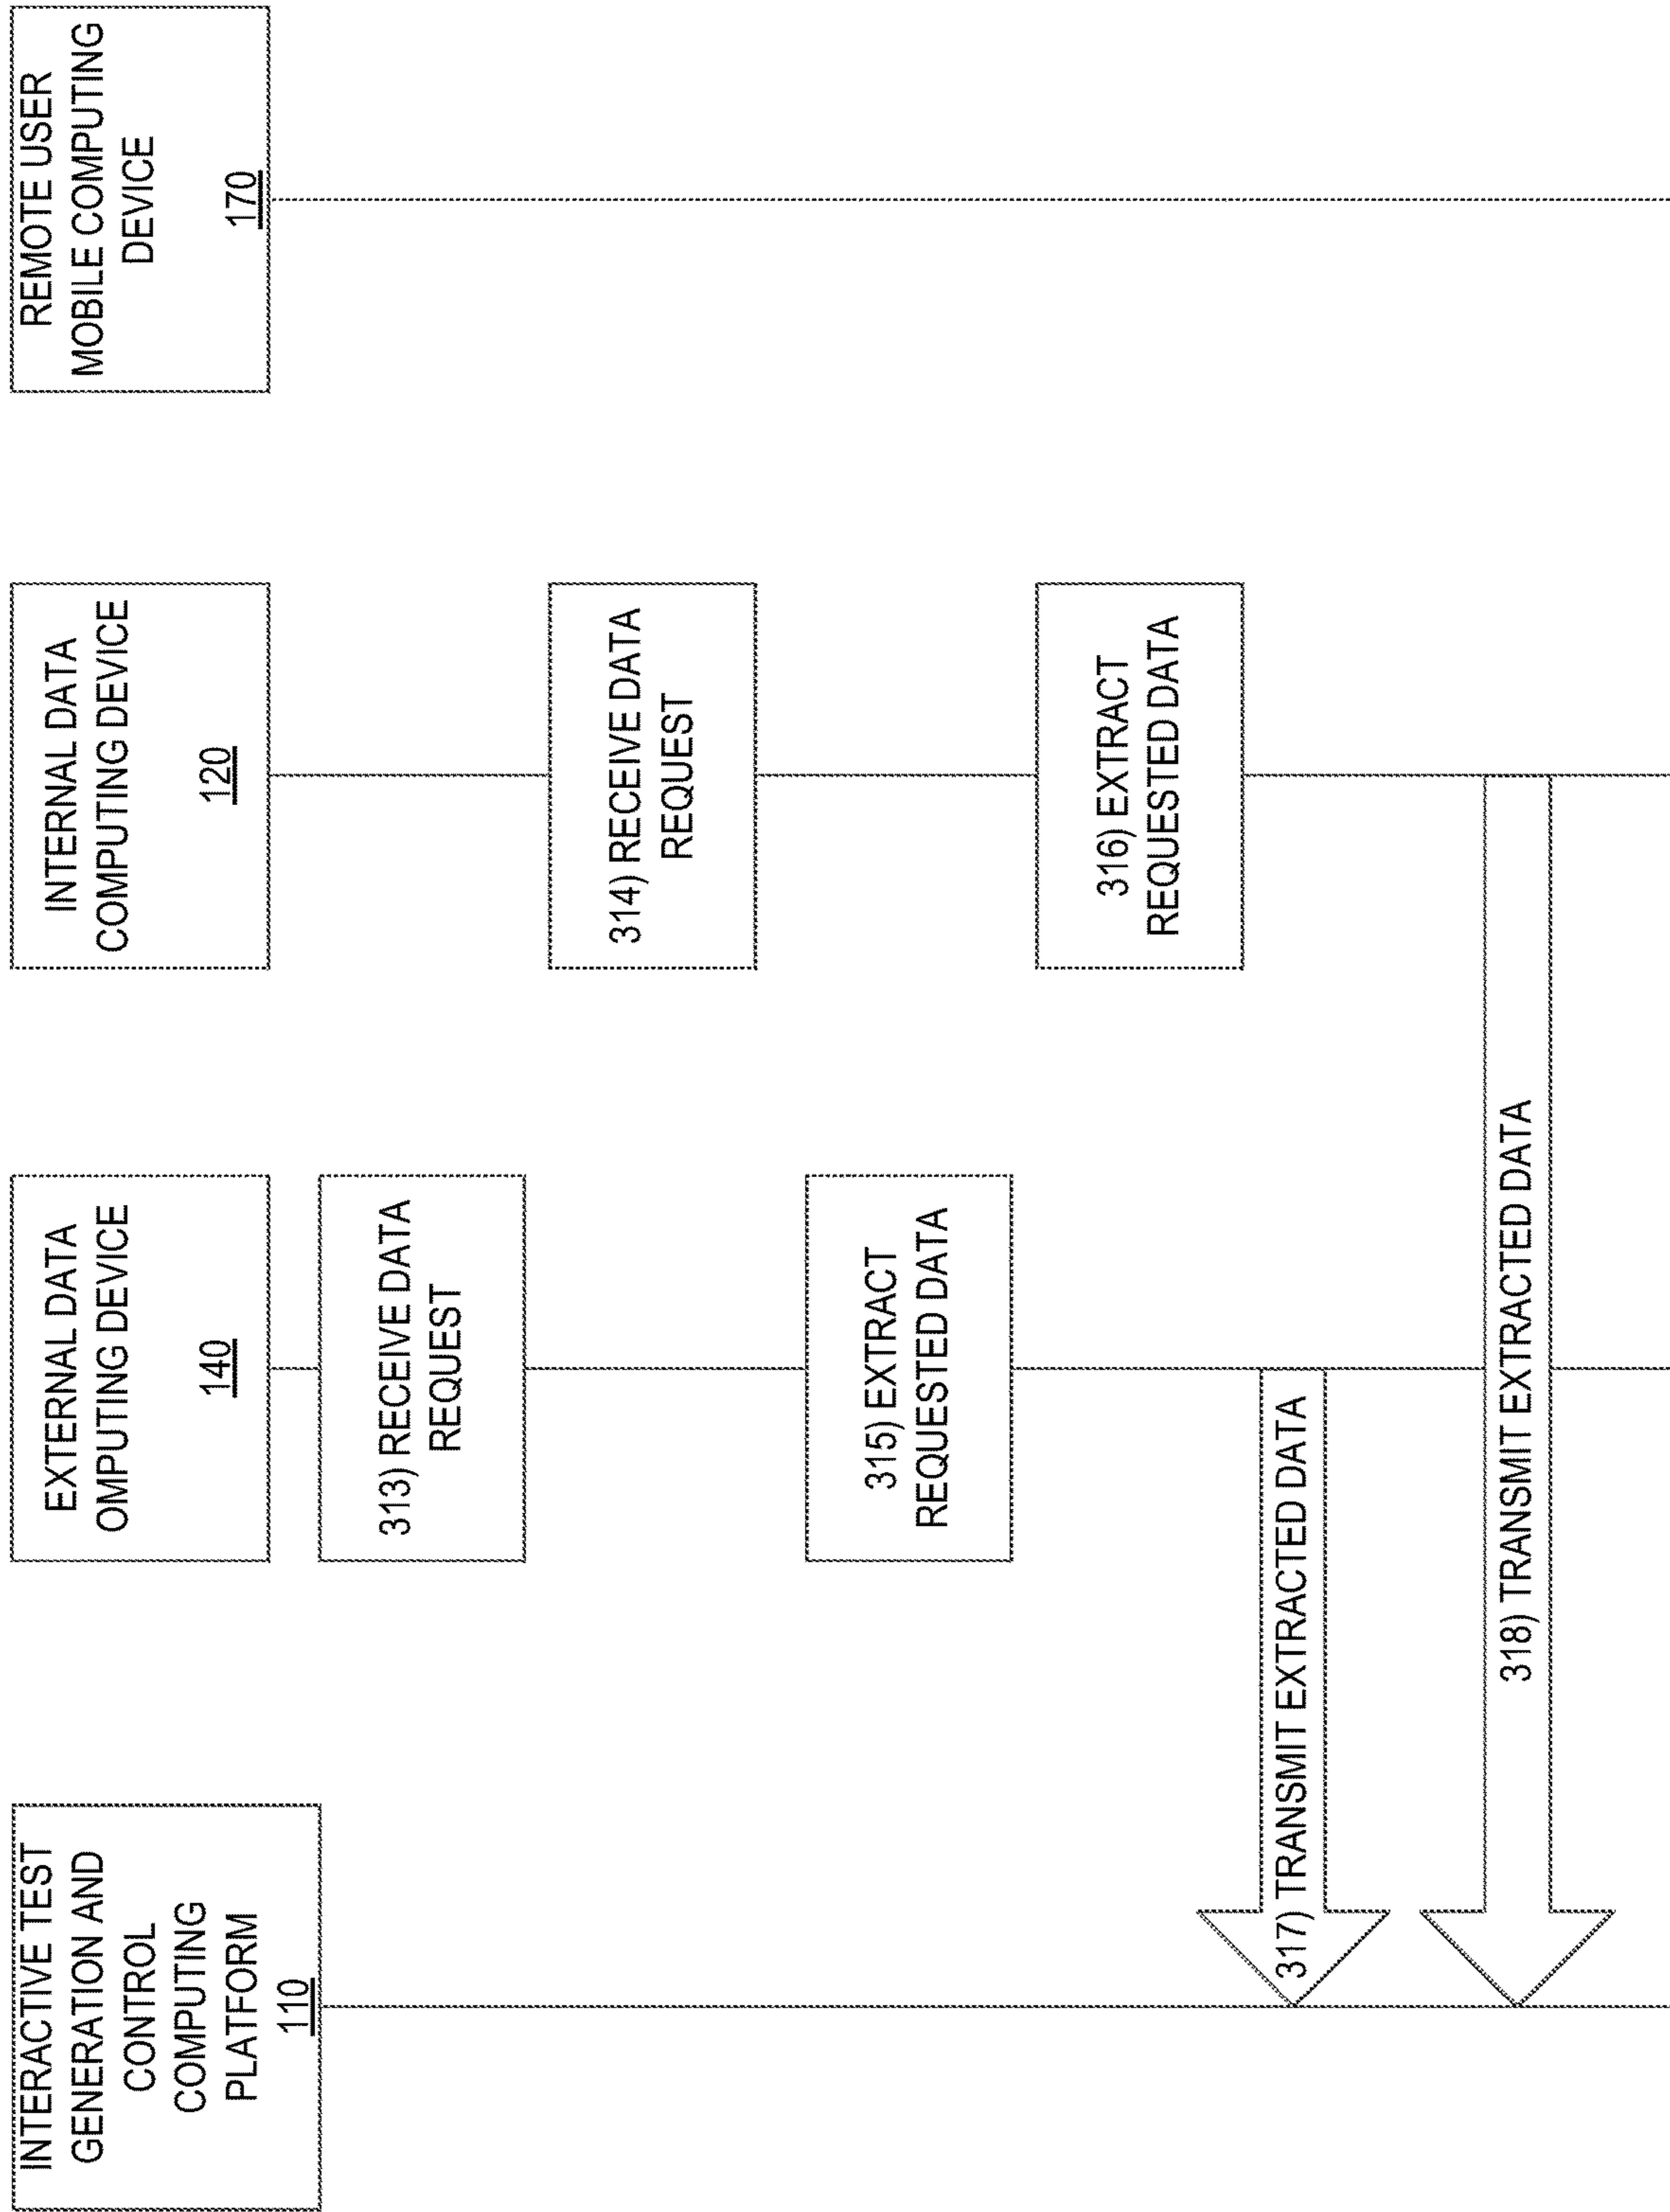 INTERACTIVE TEST
GENERATION AND
CONTROL
COMPUTING
PLATFORM
110
EXTERNAL DATA
OMPUTING DEVICE
140
INTERNAL DATA
COMPUTING DEVICE
120
REMOTE USER
MOBILE COMPUTING
DEVICE
170
313) RECEIVE DATA
REQUEST
314) RECEIVE DATA
REQUEST
315) EXTRACT
REQUESTED DATA
316) EXTRACT
REQUESTED DATA
317) TRANSMIT EXTRACTED DATA
318) TRANSMIT EXTRACTED DATA